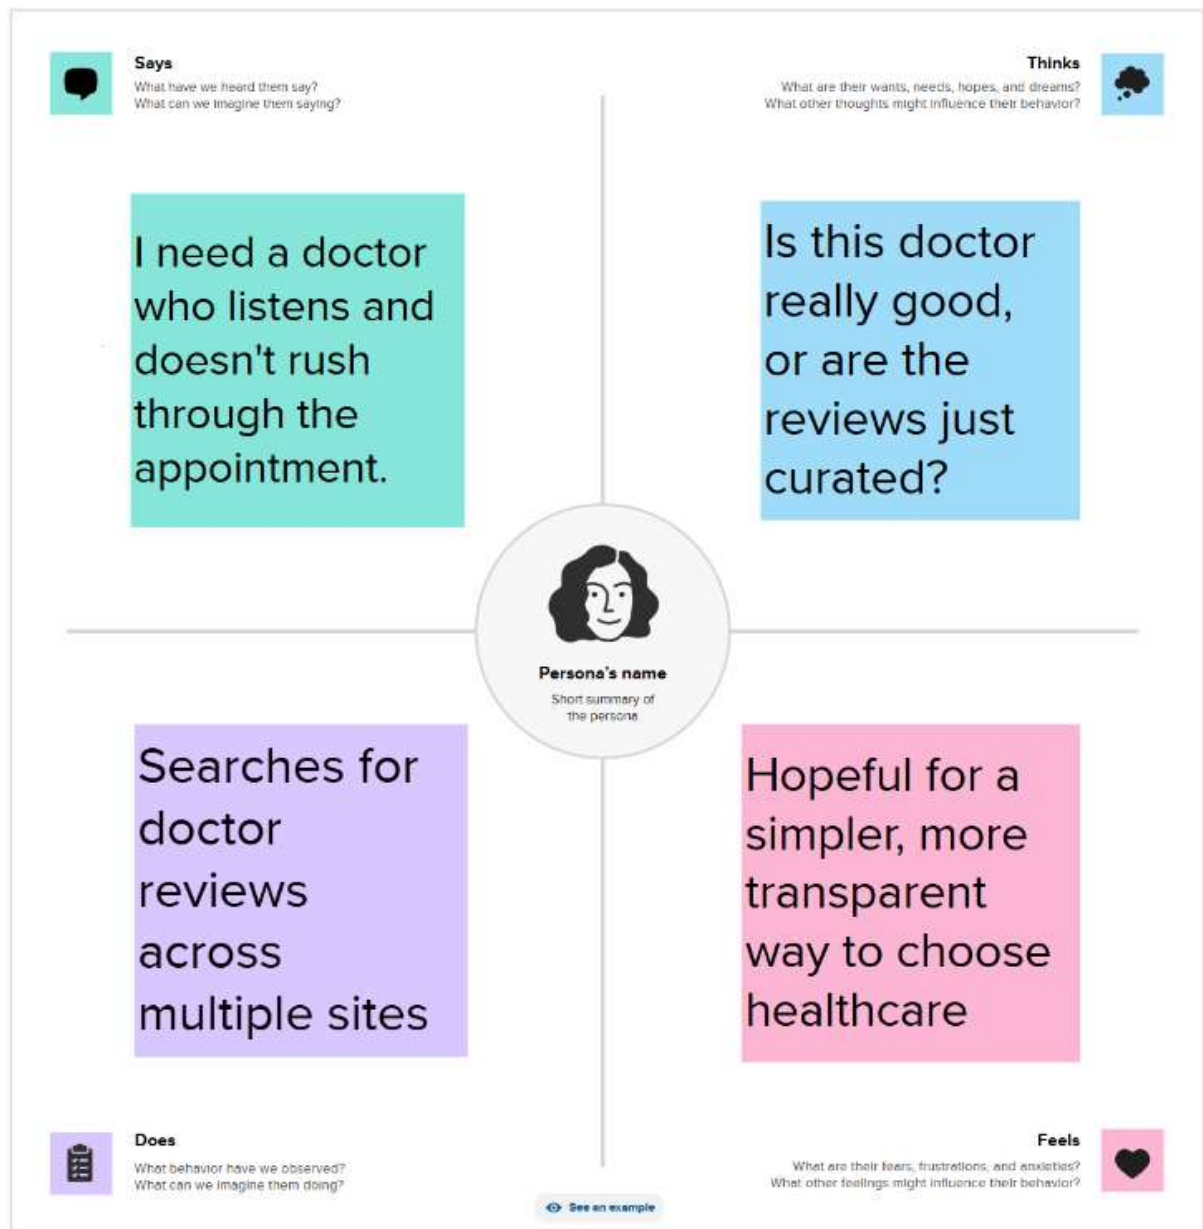 Says
What have we heard them say?
What can we imagine them saying?
Thinks
What are their wants, needs, hopes, and dreams?
What other thoughts might influence their behavior?
I need a doctor
who listens and
doesn't rush
through the
appointment.
Is this doctor
really good,
or are the
reviews just
curated?
Persona's name
Short summary of
the persona
Searches for
doctor
reviews
across
multiple sites
Hopeful for a
simpler, more
transparent
way to choose
healthcare
Does
What behavior have we observed?
What can we imagine them doing?
Feels
What are their fears, frustrations, and anxieties?
What other feelings might influence their behavior?
See an example